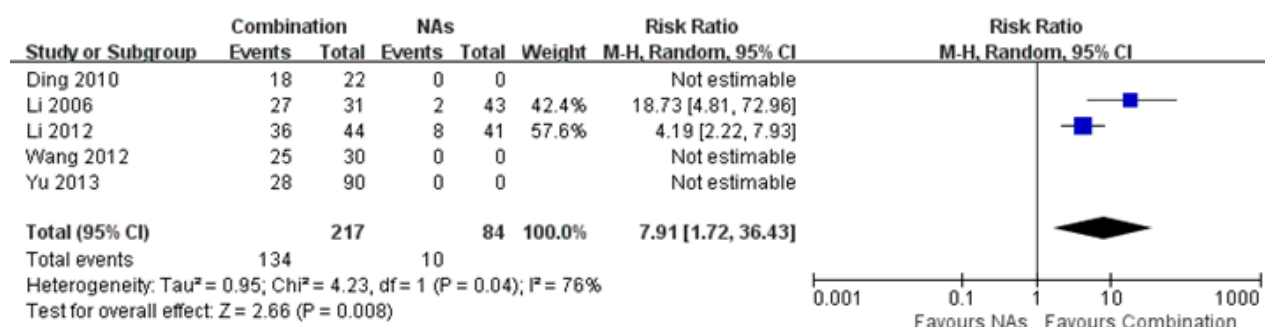 Combination NAs Risk Ratio Risk Ratio
Study or Subgroup Events Total Events Total Weight M-H, Random, 95% CI M-H, Random, 95% CI
Ding 2010 18 22 0 0 Not estimable
Li 2006 27 31 2 43 42.4% 18.73 [4.81, 72.96]
Li 2012 36 44 8 41 57.6% 4.19 [2.22, 7.93]
Wang 2012 25 30 0 0 Not estimable
Yu 2013 28 90 0 0 Not estimable
Total (95% CI) 217 84 100.0% 7.91 [1.72, 36.43]
Total events 134 10
Heterogeneity: Tau² = 0.95; Chi² = 4.23, df = 1 (P = 0.04); I² = 76%
Test for overall effect: Z = 2.66 (P = 0.008)
0.001 0.1 1 10 1000
Favours NAs Favours Combination